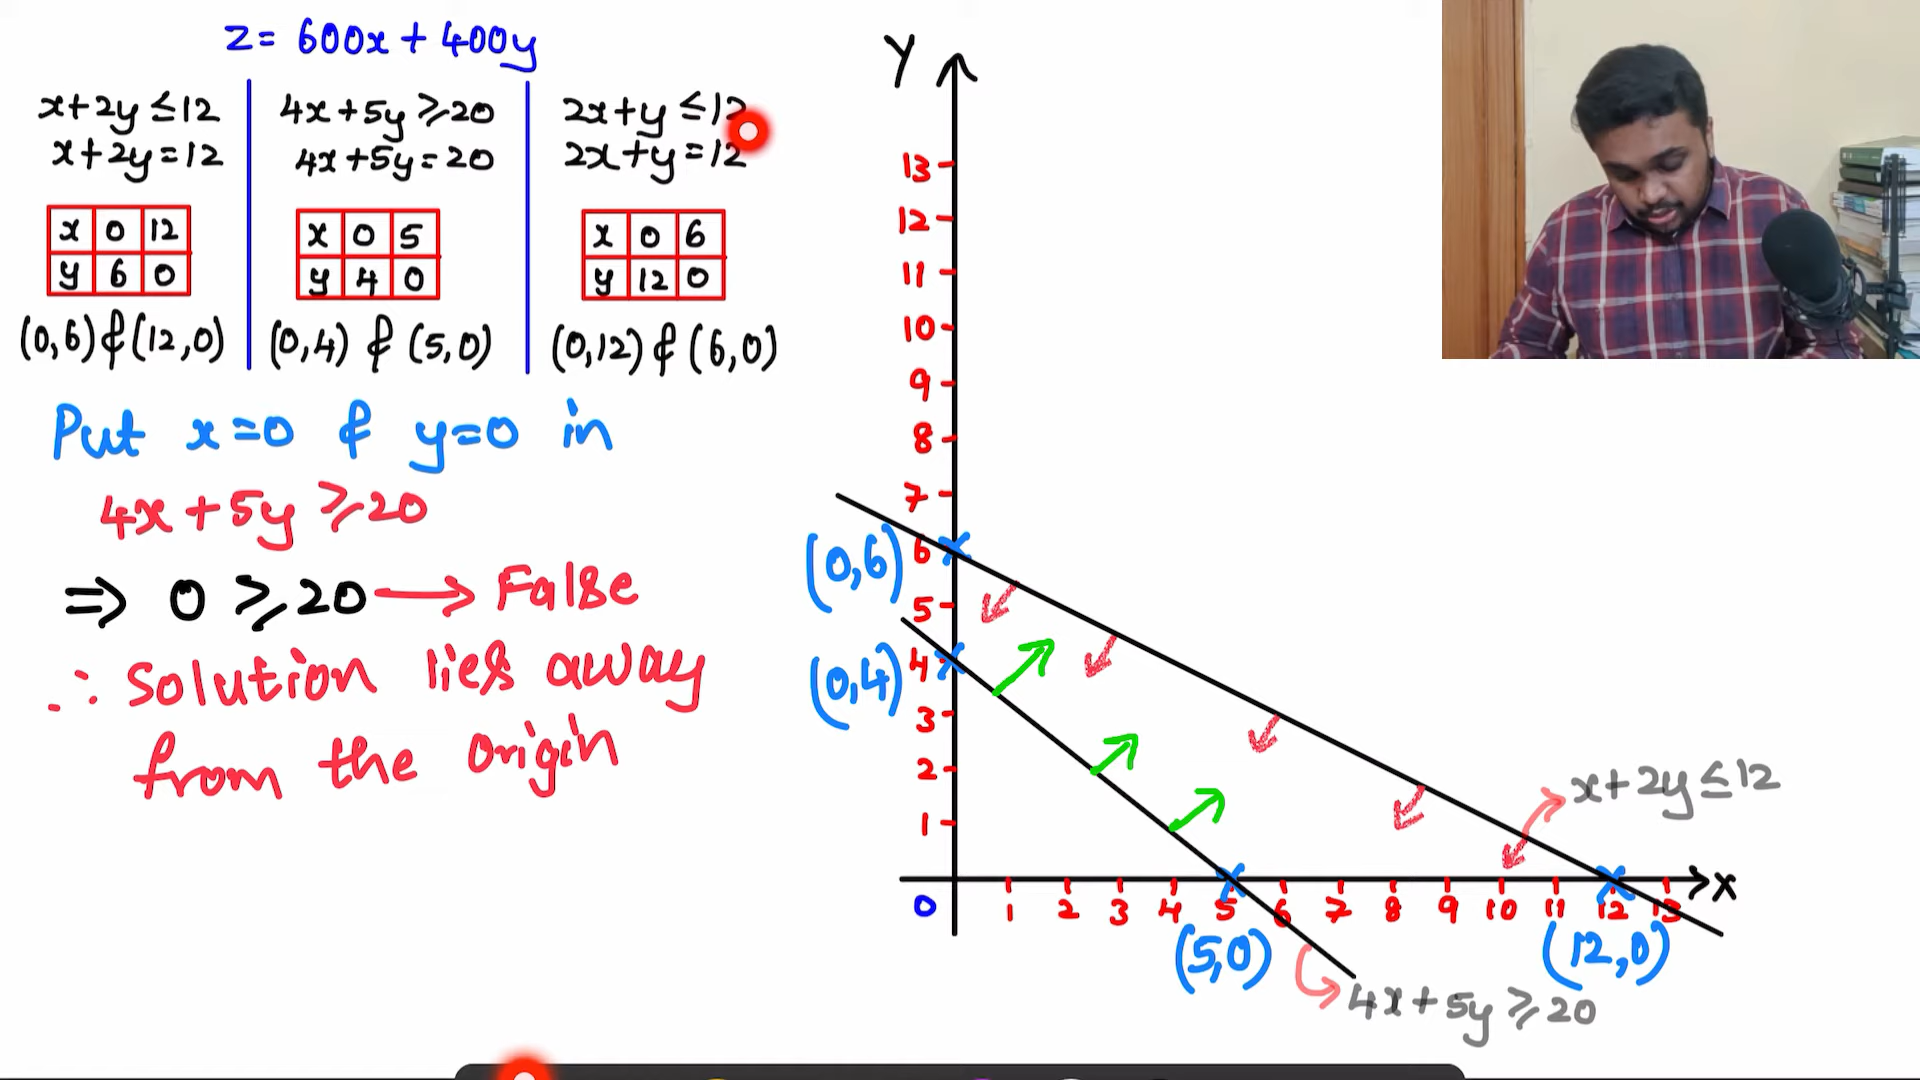 z = 600x + 400y
x+2y ≤ 12
x+2y = 12
x 0 12
y 6 0
(0,6) & (12,0)
4x+5y ≥ 20
4x+5y = 20
x 0 5
y 4 0
(0,4) & (5,0)
2x+y ≤ 12
2x+y = 12
x 0 6
y 12 0
(0,12) & (6,0)
Put x=0 & y=0 in
4x+5y ≥ 20
⇒ 0 ≥ 20 → False
∴ Solution lies away
from the origin
Y
13
12
11
10
9
8
7
(0,6) 6
5
(0,4) 4
3
2
1
x+2y ≤ 12
0 1 2 3 4 5 6 7 8 9 10 11 12 13 X
(5,0) (12,0)
4x+5y ≥ 20